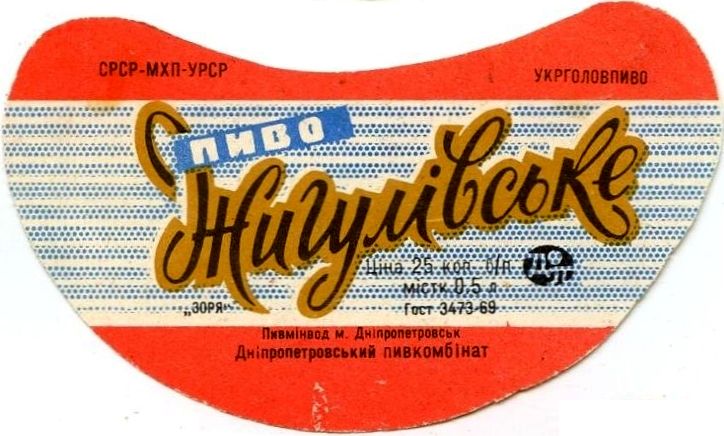 СРСР-МХП-УРСР
УКРГОЛОВПИВО
ПИВО
Жигулівське
Ціна 25 коп. б/п
містк. 0,5 л
Гост 3473-69
„ЗОРЯ“
Пивмінвод м. Дніпропетровськ
Дніпропетровський пивкомбінат